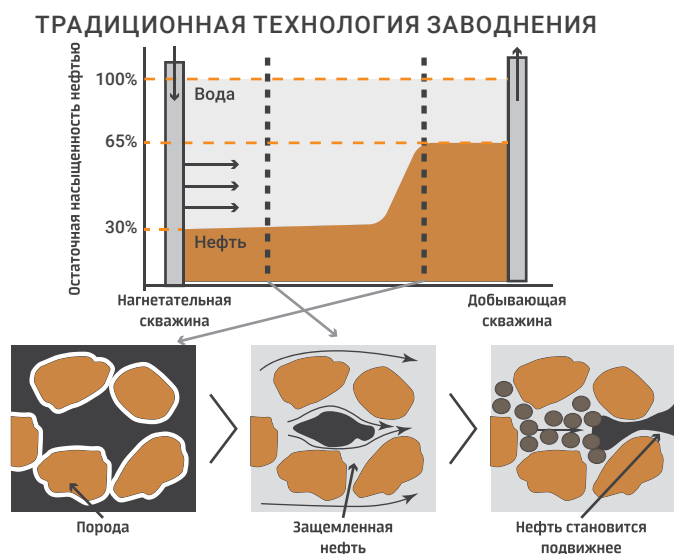 ТРАДИЦИОННАЯ ТЕХНОЛОГИЯ ЗАВОДНЕНИЯ
Остаточная насыщенность нефтью
100%
Вода
65%
30%
Нефть
Нагнетательная
скважина
Добывающая
скважина
Порода
Защемленная
нефть
Нефть становится
подвижнее